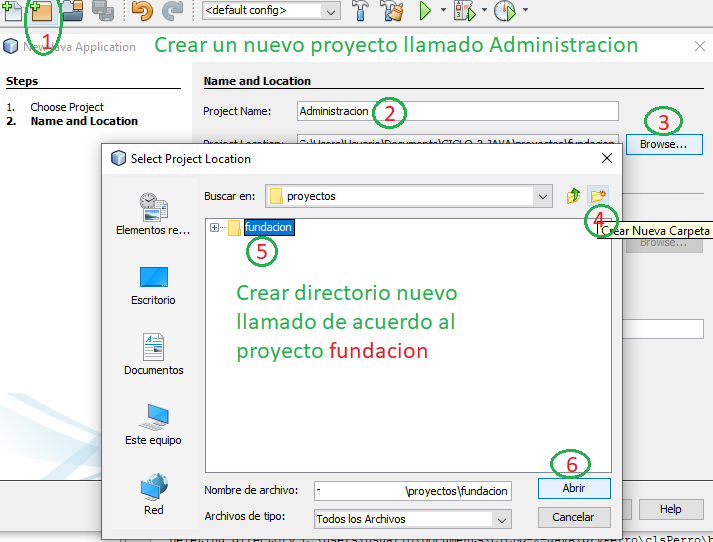 <default config>
1
New Java Application
Crear un nuevo proyecto llamado Administracion
Steps
1. Choose Project
2. Name and Location
Name and Location
Project Name:
Administracion
2
3
Project Location:
C:\Users\Usuario\Documents\CICLO-2-JAVA\proyectos\fundacion
Browse...
Select Project Location
Buscar en:
proyectos
4
Crear Nueva Carpeta
Browse...
fundacion
5
Elementos re...
Escritorio
Documentos
Este equipo
Red
Crear directorio nuevo
llamado de acuerdo al
proyecto fundacion
6
Nombre de archivo:
\proyectos\fundacion
Abrir
Archivos de tipo:
Todos los Archivos
Cancelar
Help